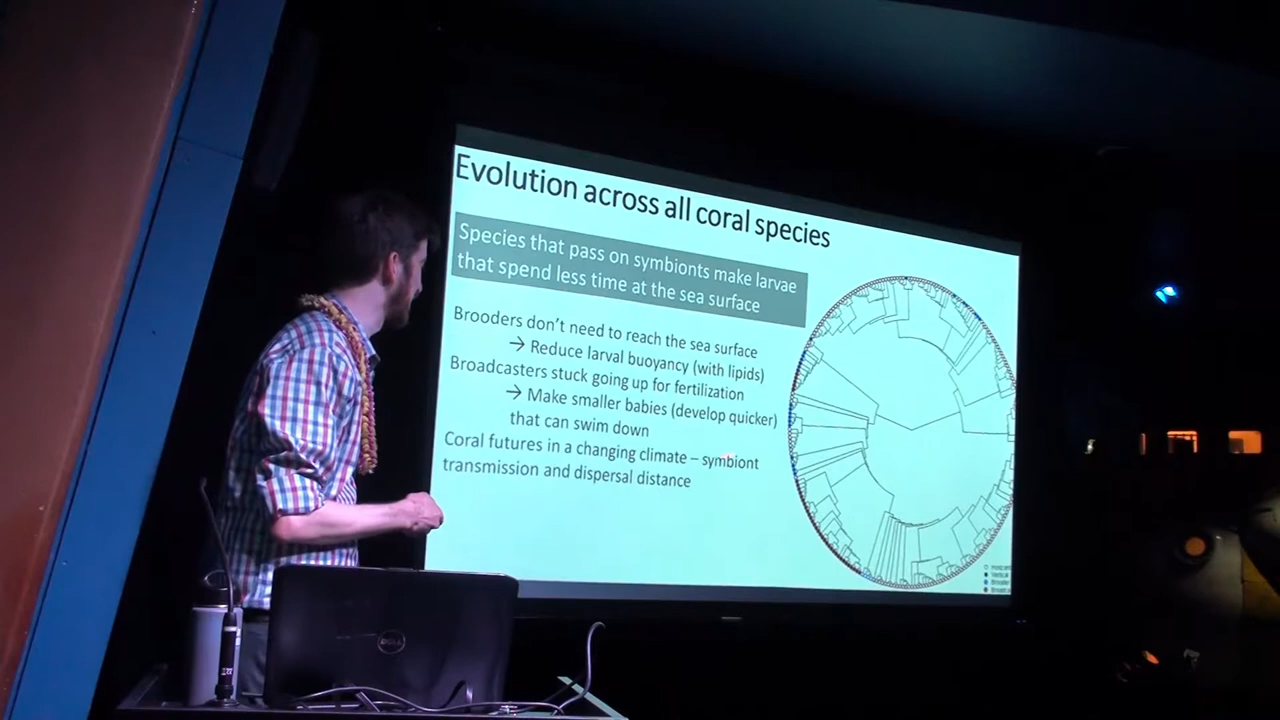 Evolution across all coral species
Species that pass on symbionts make larvae
that spend less time at the sea surface
Brooders don't need to reach the sea surface
→ Reduce larval buoyancy (with lipids)
Broadcasters stuck going up for fertilization
→ Make smaller babies (develop quicker)
that can swim down
Coral futures in a changing climate – symbiont
transmission and dispersal distance
Vertical
DELL